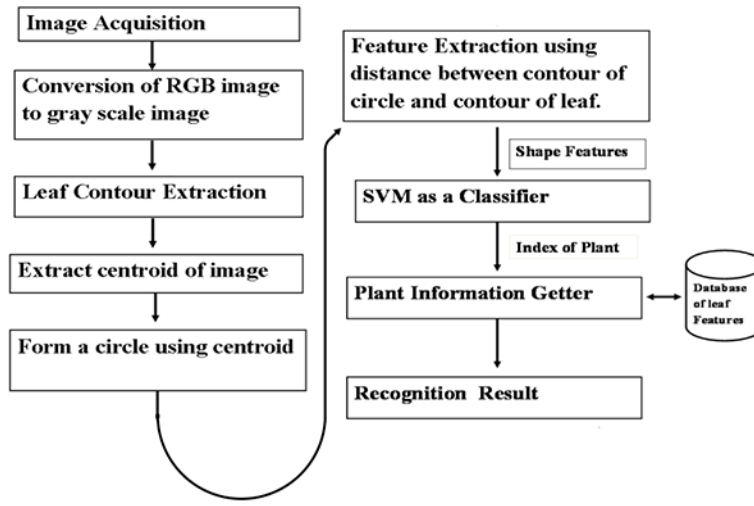 Image Acquisition
Conversion of RGB image
to gray scale image
Leaf Contour Extraction
Extract centroid of image
Form a circle using centroid
Feature Extraction using
distance between contour of
circle and contour of leaf.
Shape Features
SVM as a Classifier
Index of Plant
Plant Information Getter
Database
of leaf
Features
Recognition Result